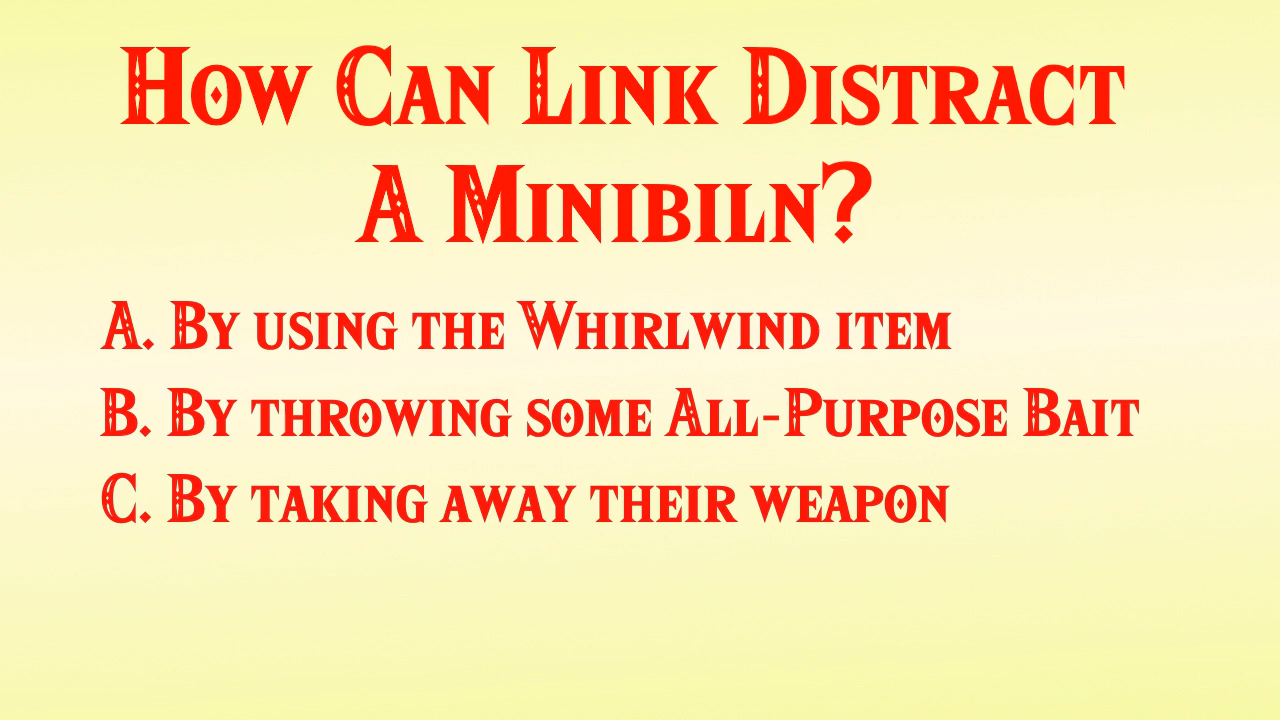 How Can Link Distract
A Minibiln?
A. By using the Whirlwind item
B. By throwing some All-Purpose Bait
C. By taking away their weapon